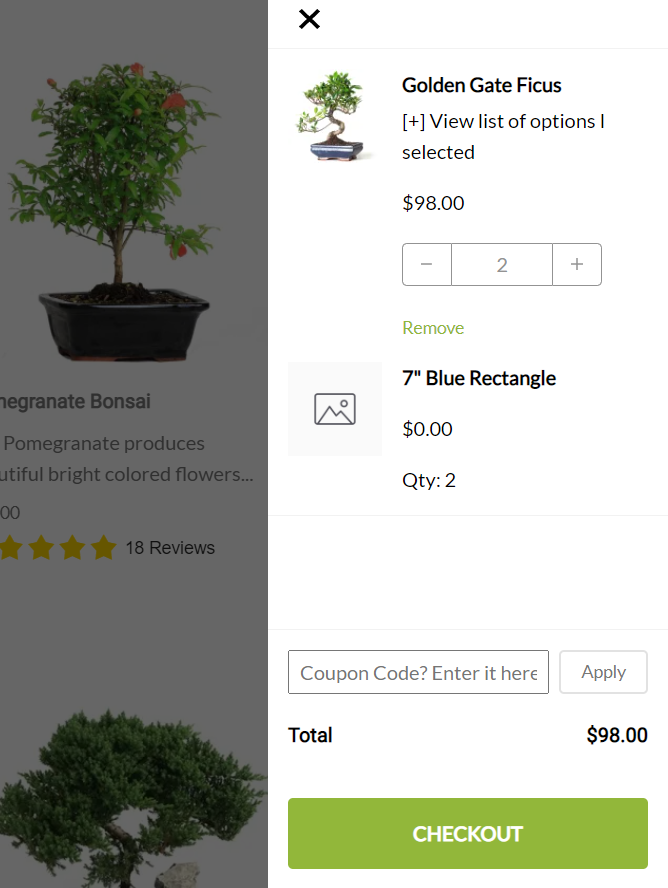 Golden Gate Ficus
[+] View list of options I
selected
$98.00
2
Remove
7" Blue Rectangle
$0.00
Qty: 2
negranate Bonsai
Pomegranate produces
utiful bright colored flowers...
00
18 Reviews
Coupon Code? Enter it here
Apply
Total
$98.00
CHECKOUT